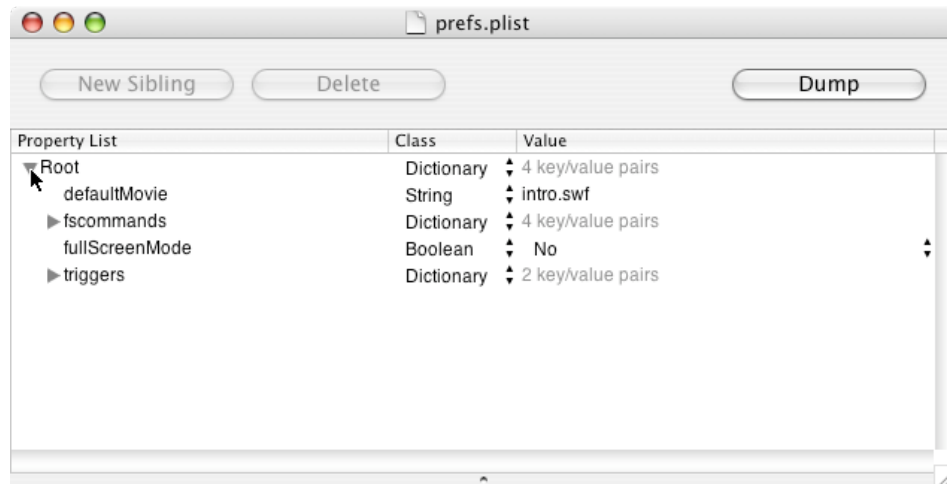 prefs.plist
New Sibling Delete Dump
Property List Class Value
Root Dictionary 4 key/value pairs
defaultMovie String intro.swf
fscommands Dictionary 4 key/value pairs
fullScreenMode Boolean No
triggers Dictionary 2 key/value pairs